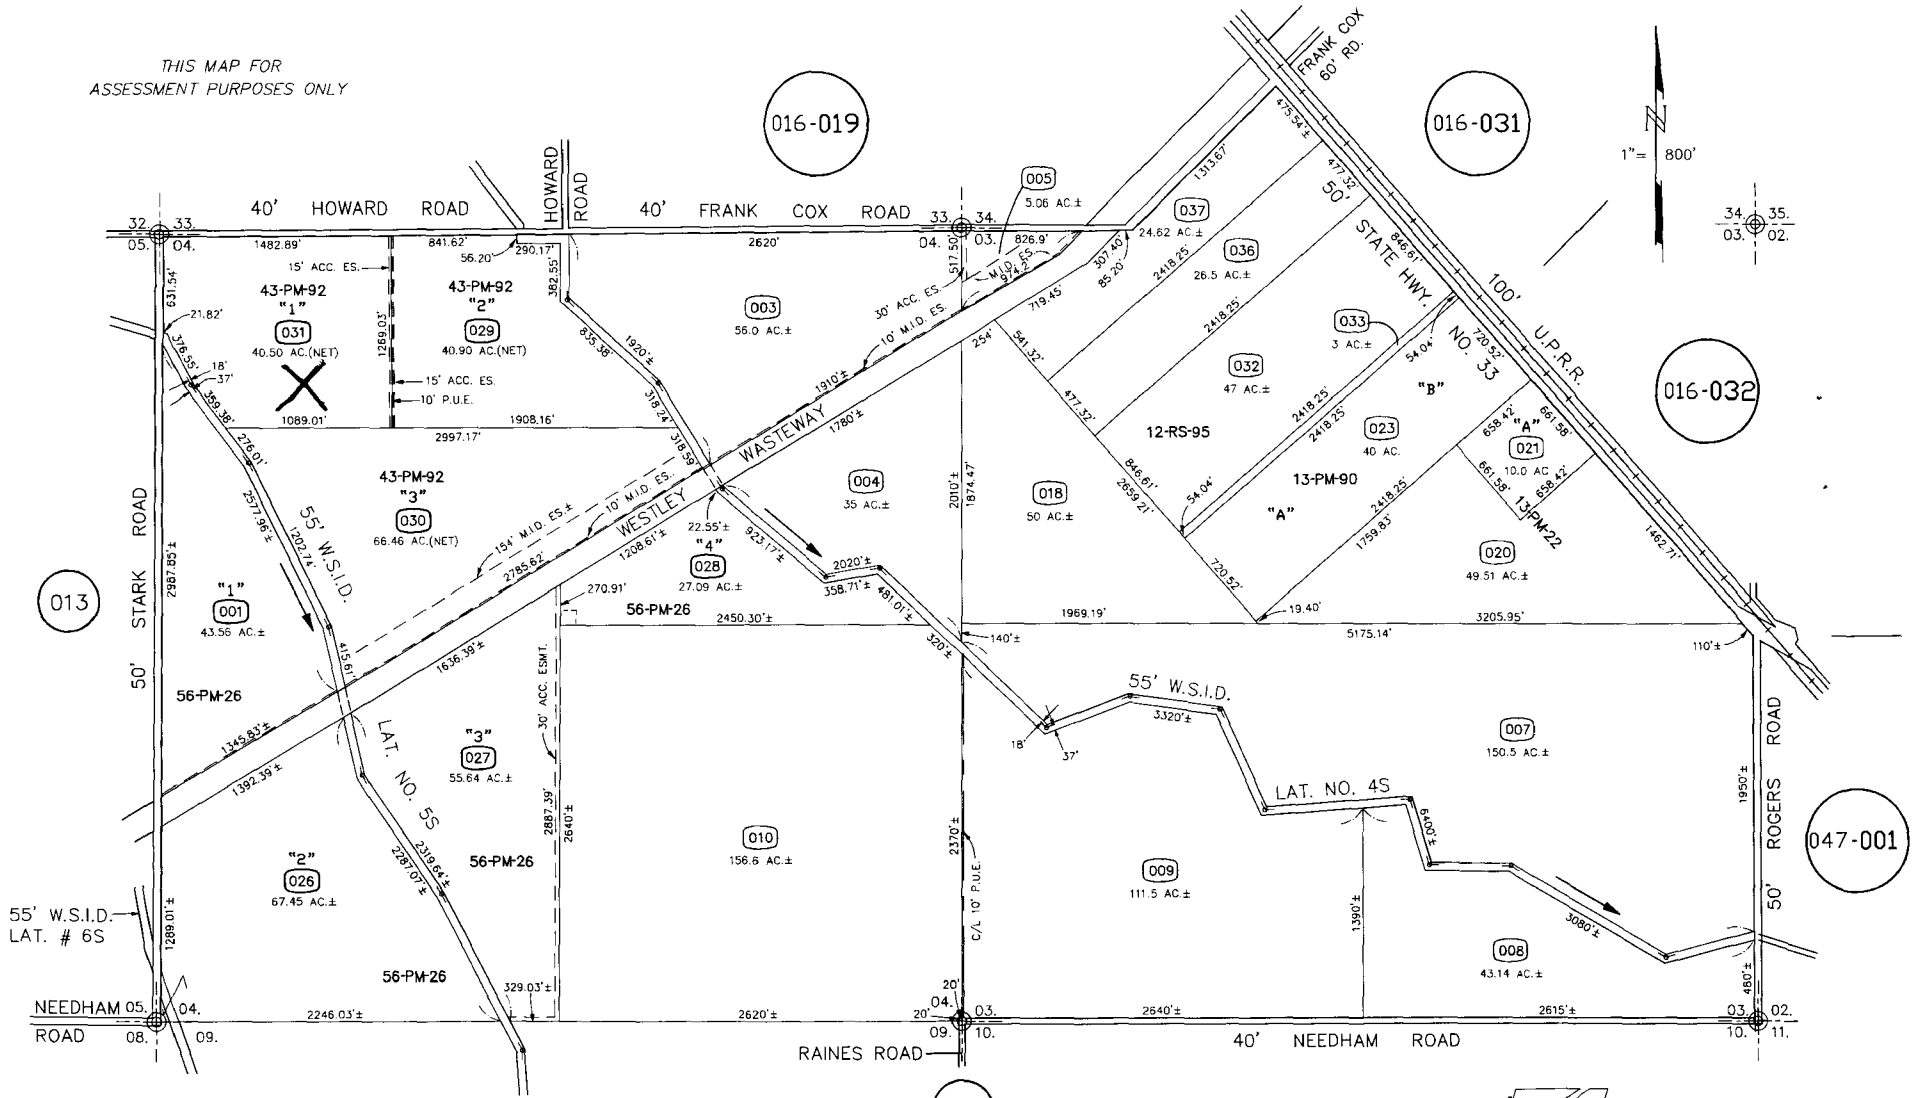 THIS MAP FOR
ASSESSMENT PURPOSES ONLY
016-019
016-031
FRANK COX
60' RD.
N
1"= 800'
475.54'±
477.32'
50'
STATE HWY.
NO. 33
846.61'
100'
U.P.R.R.
720.52'
34. 35.
03. 02.
32. 33.
05. 04.
40' HOWARD ROAD
HOWARD
ROAD
40' FRANK COX ROAD
33. 34.
04. 03.
1482.89'
841.62'
56.20'
290.17'
382.55'
2620'
517.50'
826.9'
005
5.06 AC.±
M.I.D. ES.
974.2'
307.40'
85.20'
1313.67'
037
24.62 AC.±
2418.25'
036
26.5 AC.±
2418.25'
033
3 AC.±
54.04'
032
47 AC.±
12-RS-95
2418.25'
2418.25'
"B"
023
40 AC.
13-PM-90
"A"
2418.25'
1759.83'
54.04'
658.42'
661.58'
"A"
021
10.0 AC
661.58'
658.42'
13-PM-22
1462.71'
020
49.51 AC.±
016-032
631.54'
21.82'
376.55'
18'
37'
359.38'
276.01'
2577.96'±
15' ACC. ES.
43-PM-92
"1"
031
40.50 AC.(NET)
1269.03'
1089.01'
43-PM-92
"2"
029
40.90 AC.(NET)
15' ACC. ES.
10' P.U.E.
1908.16'
2997.17'
835.38'
1920'±
318.24'
318.59'
003
56.0 AC.±
30' ACC. ES.
10' M.I.D. ES.
719.45'
254'
1910'±
1780'±
WESTLEY WASTEWAY
541.32'
477.32'
846.61'
2659.21'
720.52'
43-PM-92
"3"
030
66.46 AC.(NET)
154' M.I.D. ES.±
10' M.I.D. ES.
2785.62'
1208.61'±
22.55'±
"4"
028
27.09 AC.±
56-PM-26
270.91'
2450.30'±
923.17'±
004
35 AC.±
2020'±
358.71'±
481.01'±
320'±
2010'±
1874.47'
018
50 AC.±
1969.19'
19.40'
3205.95'
5175.14'
140'±
110'±
013
50' STARK ROAD
2987.85'±
"1"
001
43.56 AC.±
56-PM-26
55' W.S.I.D.
1202.74'
415.61'
1636.39'±
1345.83'±
1392.39'±
LAT. NO. 5S
"3"
027
55.64 AC.±
56-PM-26
30' ACC. ESMT.
2887.39'
2640'±
2319.64'±
2287.07'±
"2"
026
67.45 AC.±
56-PM-26
1289.01'±
55' W.S.I.D.
LAT. # 6S
010
156.6 AC.±
2370'±
C/L 10' P.U.E.
18'
37'
55' W.S.I.D.
3320'±
LAT. NO. 4S
6400'±
007
150.5 AC.±
1950'±
50' ROGERS ROAD
047-001
009
111.5 AC.±
1390'±
3080'±
008
43.14 AC.±
480'±
NEEDHAM
ROAD
05. 04.
08. 09.
2246.03'±
329.03'±
2620'±
20'
20'
04. 03.
09. 10.
2640'±
2615'±
03. 02.
10. 11.
RAINES ROAD
40' NEEDHAM ROAD